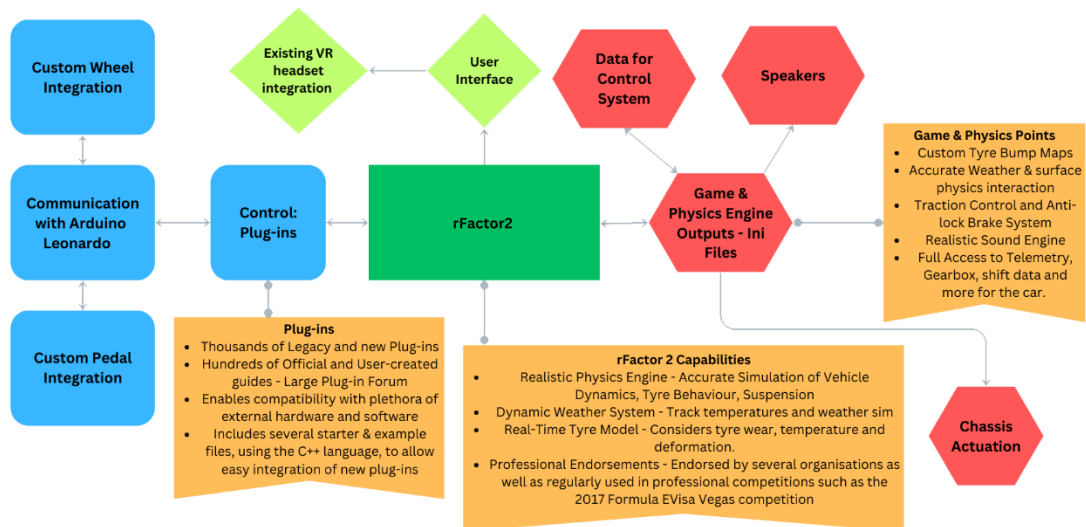 Custom Wheel
Integration
Existing VR
headset
integration
User
Interface
Data for
Control
System
Speakers
Communication
with Arduino
Leonardo
Control:
Plug-ins
rFactor2
Game &
Physics Engine
Outputs - Ini
Files
Game & Physics Points
• Custom Tyre Bump Maps
• Accurate Weather & surface
physics interaction
• Traction Control and Anti-
lock Brake System
• Realistic Sound Engine
• Full Access to Telemetry,
Gearbox, shift data and
more for the car.
Custom Pedal
Integration
Plug-ins
• Thousands of Legacy and new Plug-ins
• Hundreds of Official and User-created
guides - Large Plug-in Forum
• Enables compatibility with plethora
of external hardware and software
• Includes several starter & example
files, using the C++ language, to allow
easy integration of new plug-ins
rFactor 2 Capabilities
• Realistic Physics Engine - Accurate Simulation of Vehicle
Dynamics, Tyre Behaviour, Suspension
• Dynamic Weather System - Track temperatures and weather sim
• Real-Time Tyre Model - Considers tyre wear, temperature and
deformation.
• Professional Endorsements - Endorsed by several organisations as
well as regularly used in professional competitions such as the
2017 Formula EVisa Vegas competition
Chassis
Actuation